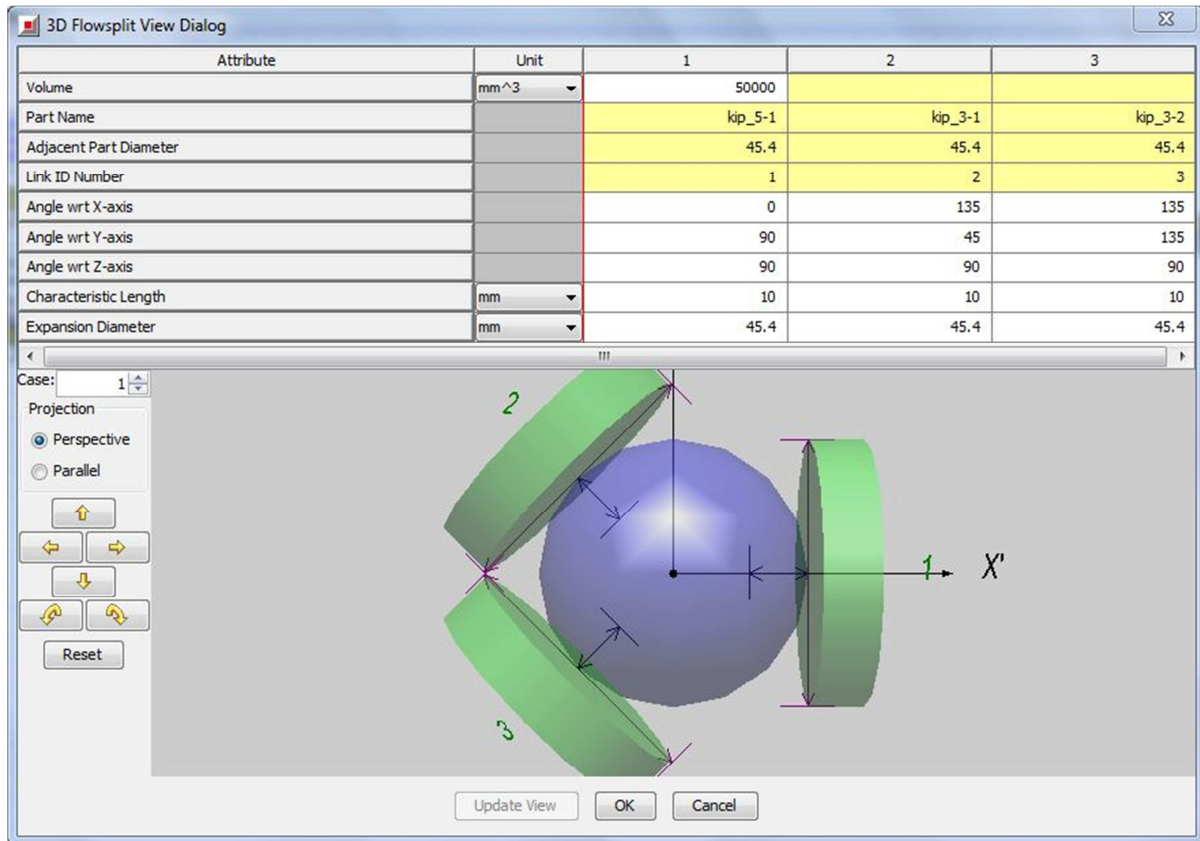 3D Flowsplit View Dialog
Attribute Unit 1 2 3
Volume mm^3 50000
Part Name kip_5-1 kip_3-1 kip_3-2
Adjacent Part Diameter 45.4 45.4 45.4
Link ID Number 1 2 3
Angle wrt X-axis 0 135 135
Angle wrt Y-axis 90 45 135
Angle wrt Z-axis 90 90 90
Characteristic Length mm 10 10 10
Expansion Diameter mm 45.4 45.4 45.4
Case: 1
Projection
Perspective
Parallel
Reset
2
1 X'
3
Update View OK Cancel